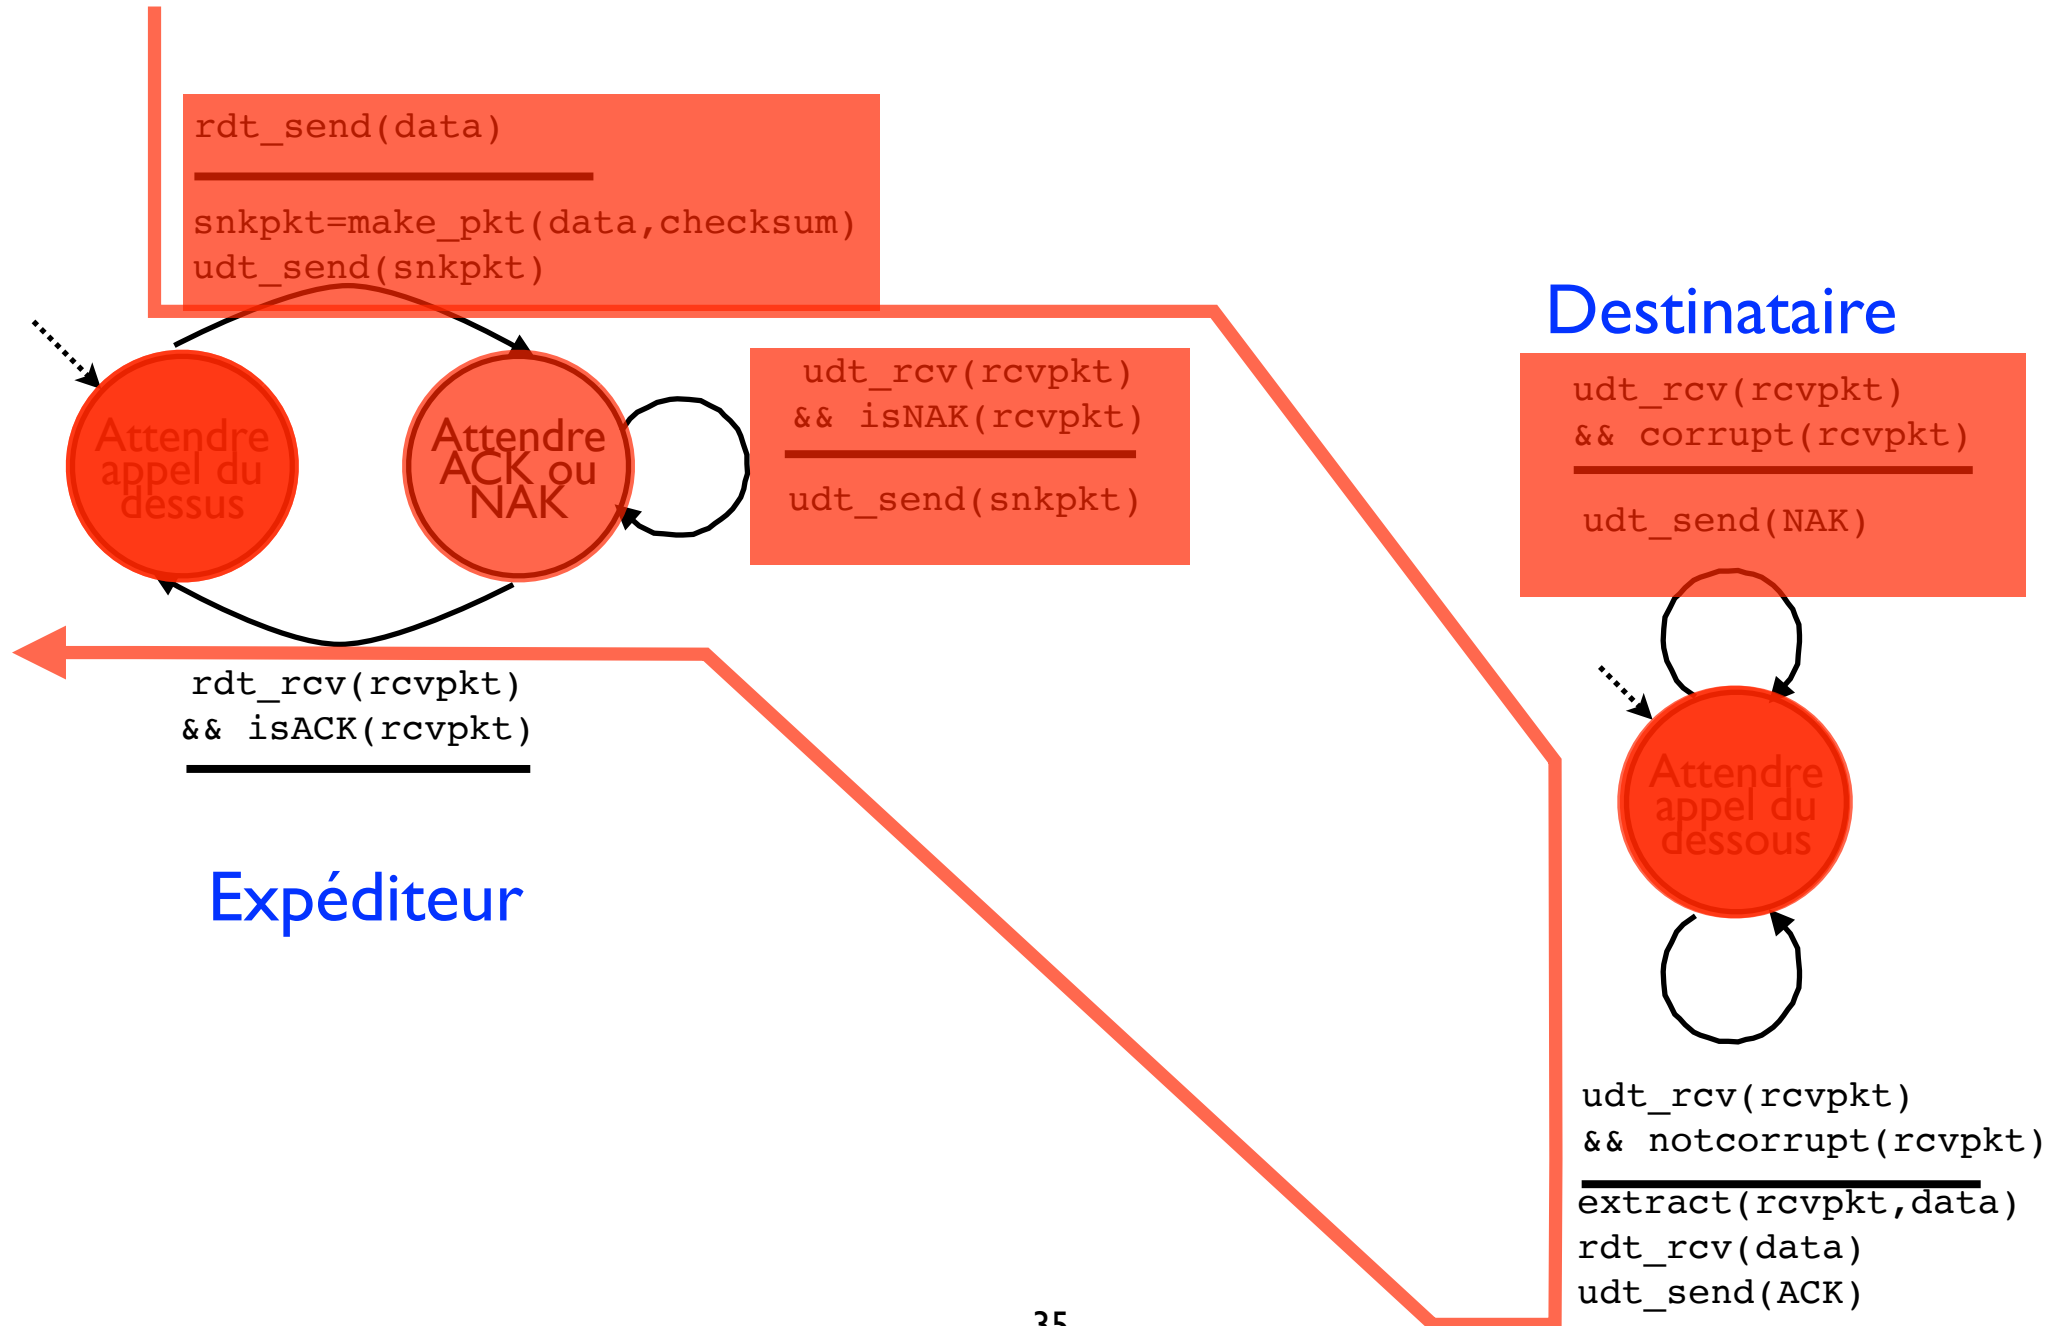 rdt_send(data)
snkpkt=make_pkt(data,checksum)
udt_send(snkpkt)
Attendre
appel du
dessus
Attendre
ACK ou
NAK
udt_rcv(rcvpkt)
&& isNAK(rcvpkt)
udt_send(snkpkt)
rdt_rcv(rcvpkt)
&& isACK(rcvpkt)
Expéditeur
Destinataire
udt_rcv(rcvpkt)
&& corrupt(rcvpkt)
udt_send(NAK)
Attendre
appel du
dessous
udt_rcv(rcvpkt)
&& notcorrupt(rcvpkt)
extract(rcvpkt,data)
rdt_rcv(data)
udt_send(ACK)
35